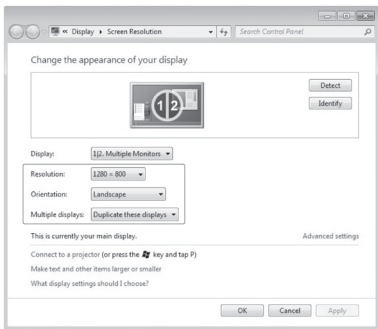 « Display ▸ Screen Resolution
Search Control Panel
Change the appearance of your display
1|2
Detect
Identify
Display: 1|2. Multiple Monitors
Resolution: 1280 × 800
Orientation: Landscape
Multiple displays: Duplicate these displays
This is currently your main display.
Advanced settings
Connect to a projector (or press the key and tap P)
Make text and other items larger or smaller
What display settings should I choose?
OK Cancel Apply